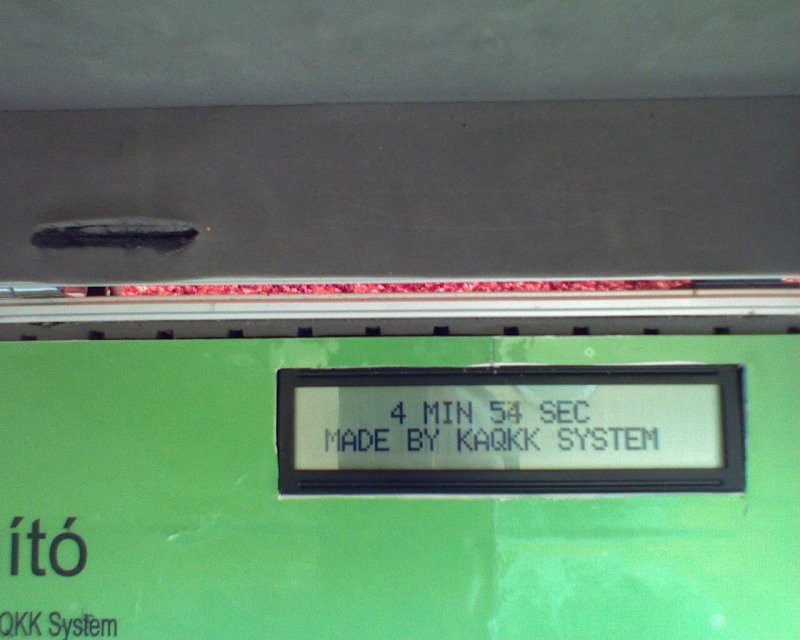 4 MIN 54 SEC
MADE BY KAQKK SYSTEM
ító
QKK System